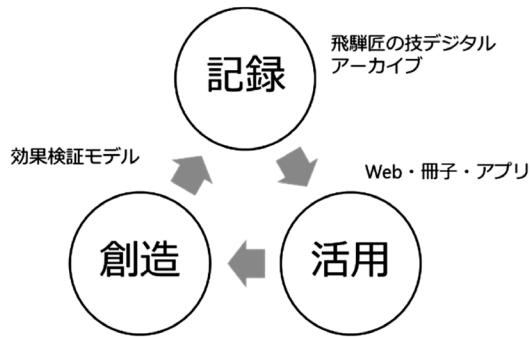 記録
飛騨匠の技デジタル
アーカイブ
効果検証モデル
Web・冊子・アプリ
創造
活用